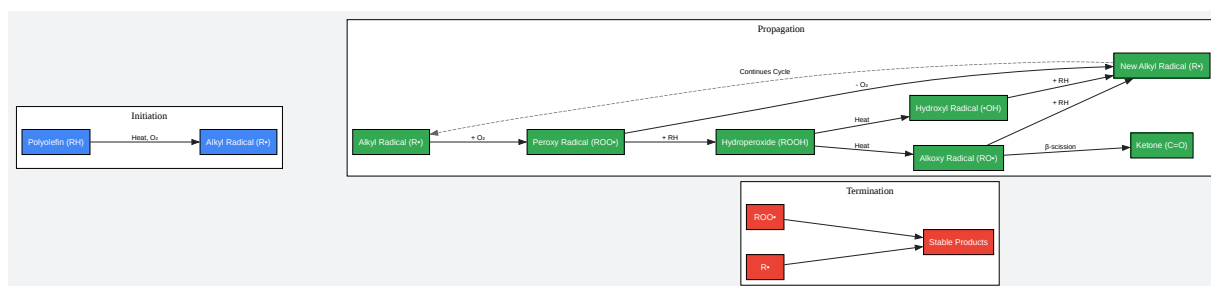 Propagation
New Alkyl Radical (R•)
Continues Cycle
- O₂
+ RH
Hydroxyl Radical (•OH)
+ RH
Initiation
Polyolefin (RH)
Heat, O₂
Alkyl Radical (R•)
Alkyl Radical (R•)
+ O₂
Peroxy Radical (ROO•)
+ RH
Hydroperoxide (ROOH)
Heat
Heat
Alkoxy Radical (RO•)
β-scission
Ketone (C=O)
Termination
ROO•
Stable Products
R•